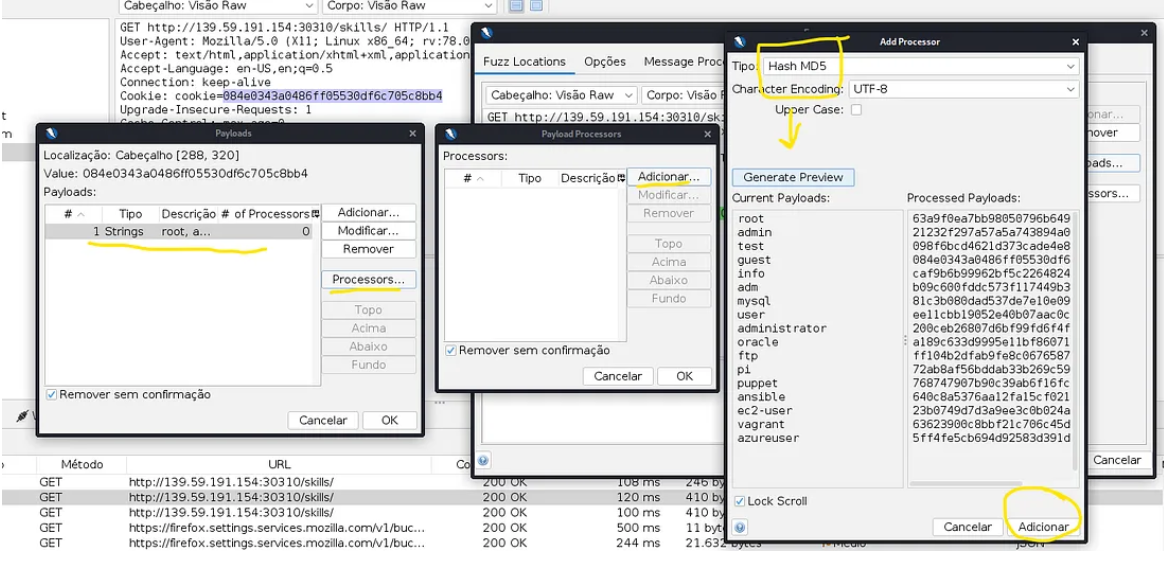 Cabeçalho: Visão Raw
Corpo: Visão Raw
GET http://139.59.191.154:30310/skills/ HTTP/1.1
User-Agent: Mozilla/5.0 (X11; Linux x86_64; rv:78.0
Accept: text/html,application/xhtml+xml,application
Accept-Language: en-US,en;q=0.5
Connection: keep-alive
Cookie: cookie=084e0343a0486ff05530df6c705c8bb4
Upgrade-Insecure-Requests: 1
Payloads
Localização: Cabeçalho [288, 320]
Value: 084e0343a0486ff05530df6c705c8bb4
Payloads:
# Tipo Descrição # of Processors
1 Strings root, a... 0
Adicionar...
Modificar...
Remover
Processors...
Topo
Acima
Abaixo
Fundo
Remover sem confirmação
Cancelar OK
Fuzz Locations Opções Message Proc
Cabeçalho: Visão Raw Corpo: Visão R
GET http://139.59.191.154:30310/ski
Payload Processors
Processors:
# Tipo Descrição
Adicionar...
Modificar...
Remover
Topo
Acima
Abaixo
Fundo
Remover sem confirmação
Cancelar OK
Add Processor
Tipo: Hash MD5
Character Encoding: UTF-8
Upper Case:
Generate Preview
Current Payloads: Processed Payloads:
root 63a9f0ea7bb98050796b649
admin 21232f297a57a5a743894a0
test 098f6bcd4621d373cade4e8
guest 084e0343a0486ff05530df6
info caf9b6b99962bf5c2264824
adm b09c600fddc573f117449b3
mysql 81c3b080dad537de7e10e09
user ee11cbb19052e40b07aac0c
administrator 200ceb26807d6bf99fd6f4f
oracle a189c633d9995e11bf86071
ftp ff104b2dfab9fe8c0676587
pi 72ab8af56bddab33b269c59
puppet 768747907b90c39ab6f16fc
ansible 640c8a5376aa12fa15cf021
ec2-user 23b0749d7d3a9ee3c0b024a
vagrant 63623900c8bbf21c706c45d
azureuser 5ff4fe5cb694d92583d391d
Lock Scroll
Cancelar Adicionar
onar...
mover
oads...
ssors...
Cancelar
Método URL Co
GET http://139.59.191.154:30310/skills/ 200 OK 108 ms 246 by
GET http://139.59.191.154:30310/skills/ 200 OK 120 ms 410 by
GET http://139.59.191.154:30310/skills/ 200 OK 100 ms 410 by
GET https://firefox.settings.services.mozilla.com/v1/buc... 200 OK 500 ms 11 byt
GET https://firefox.settings.services.mozilla.com/v1/buc... 200 OK 244 ms 21.632 bytes Médio JSON